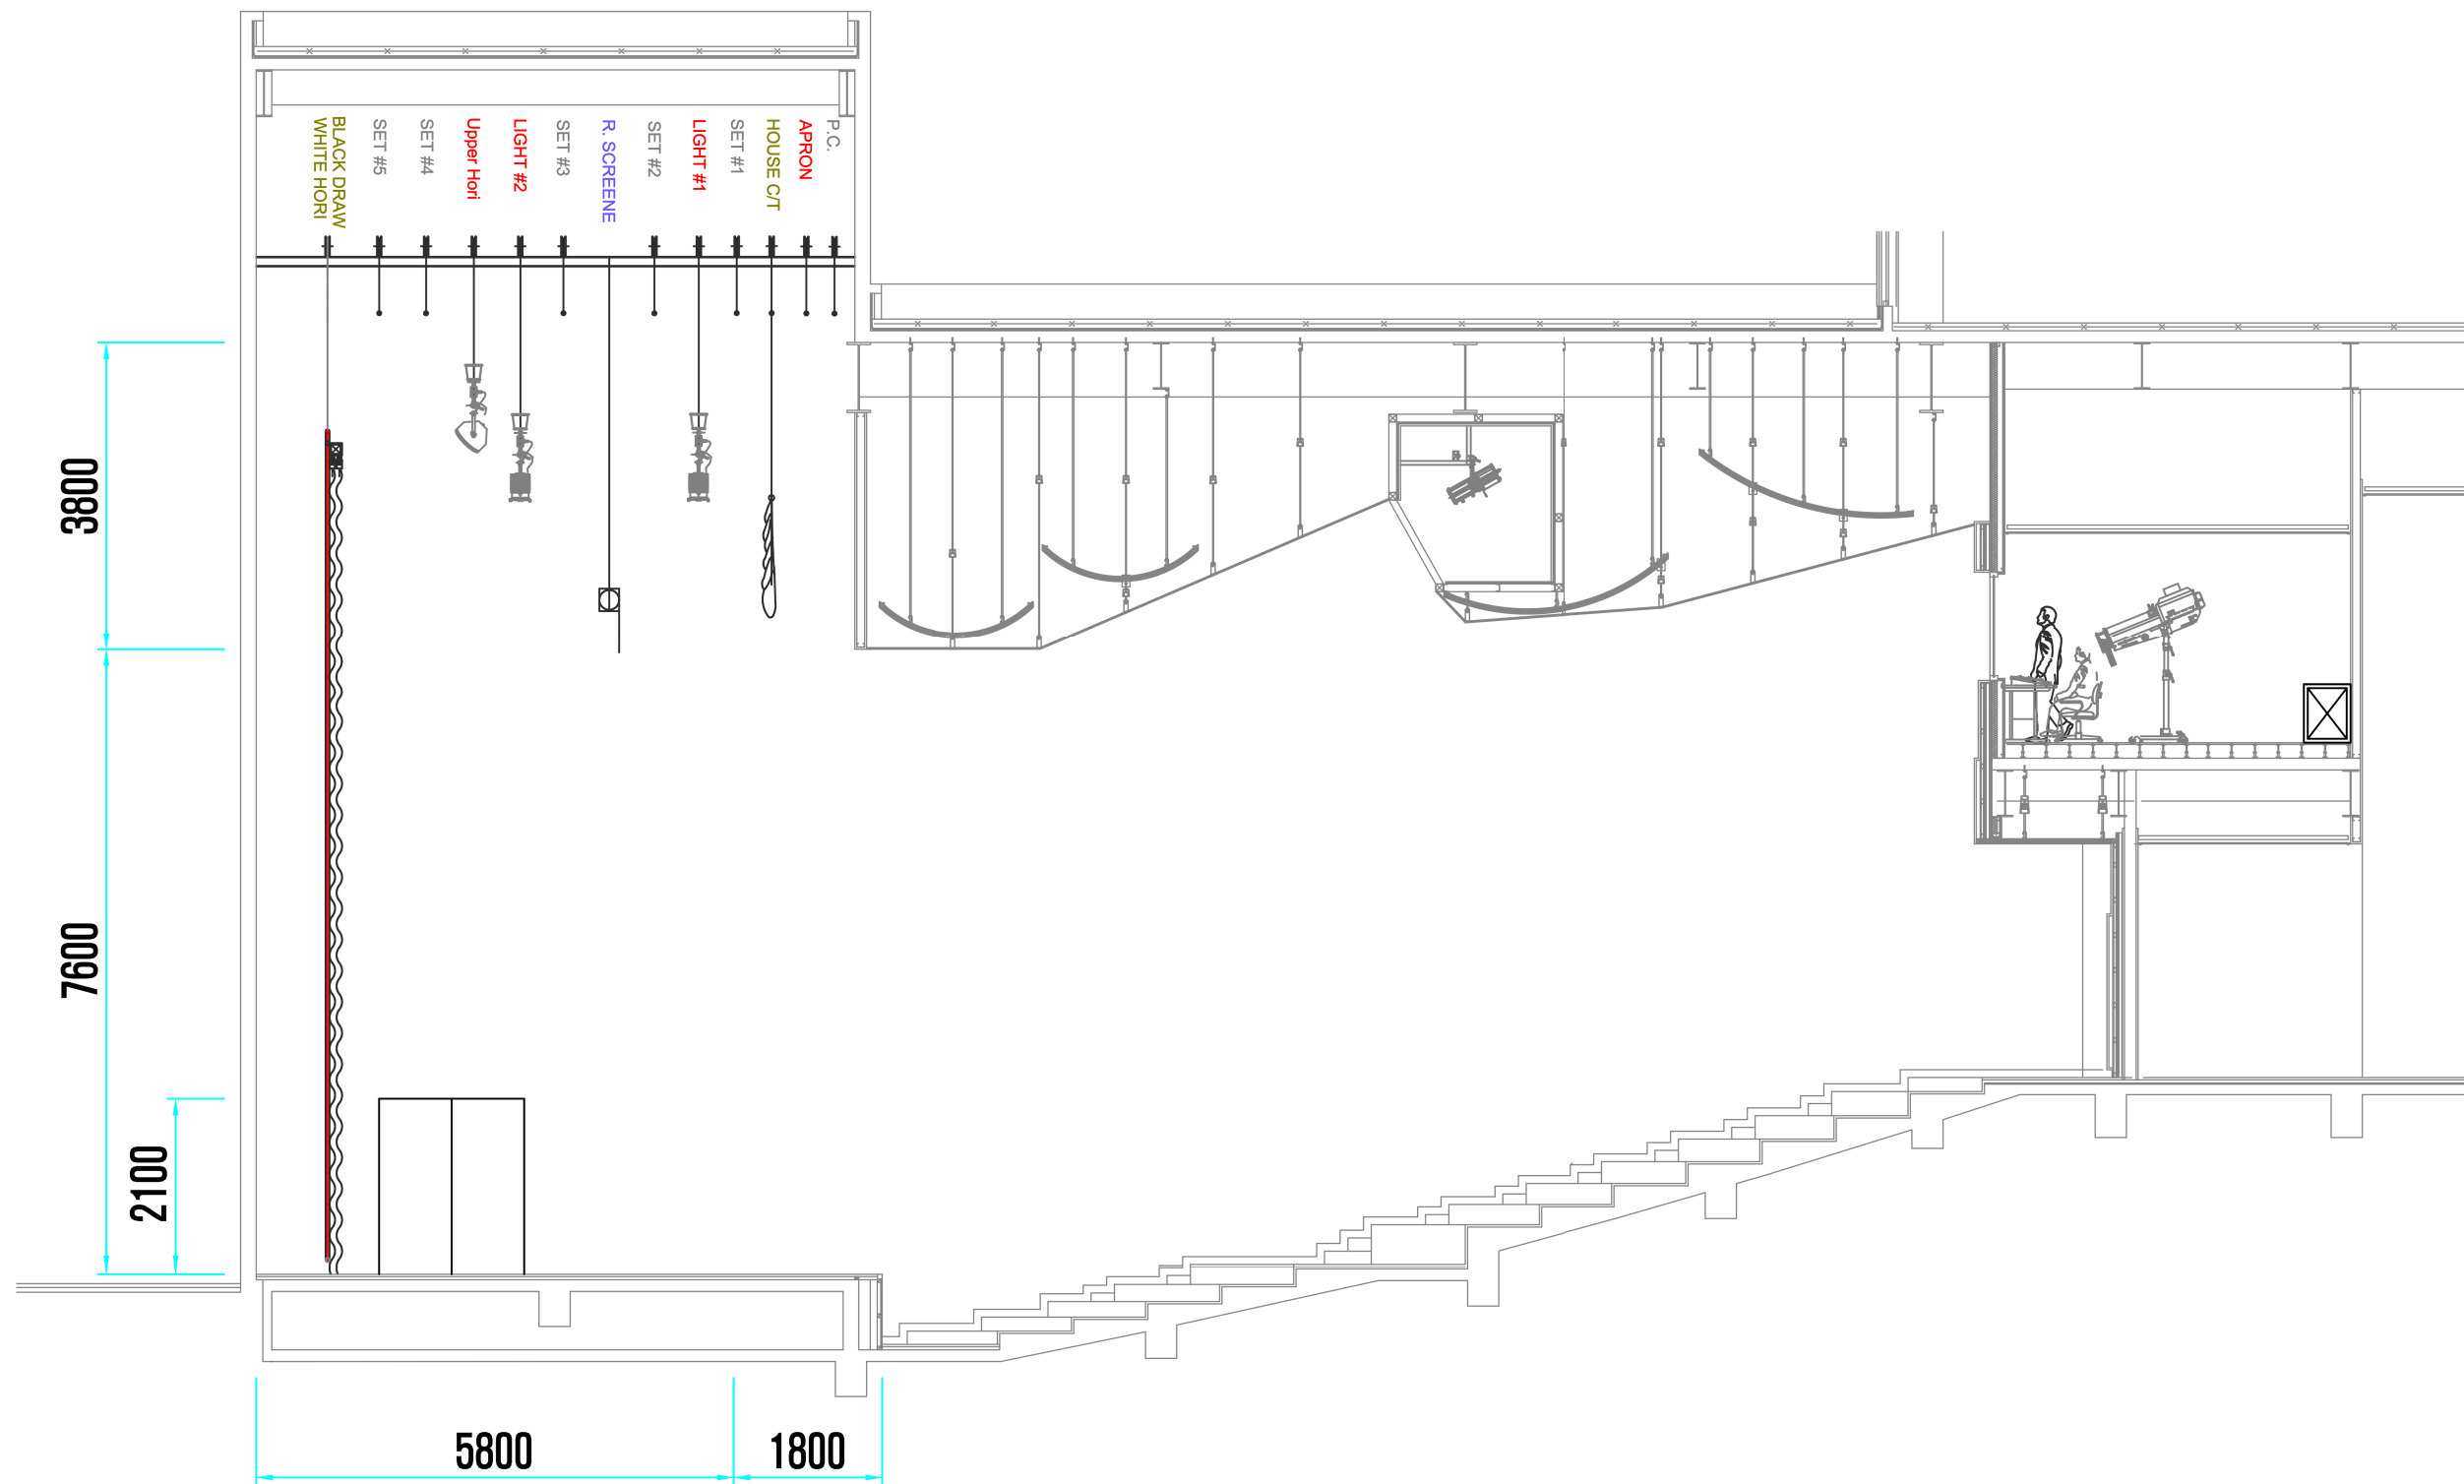 WHITE HORI
BLACK DRAW
SET #5
SET #4
Upper Hori
LIGHT #2
SET #3
R. SCREENE
SET #2
LIGHT #1
SET #1
HOUSE C/T
APRON
P.C.
3800
7600
2100
5800
1800